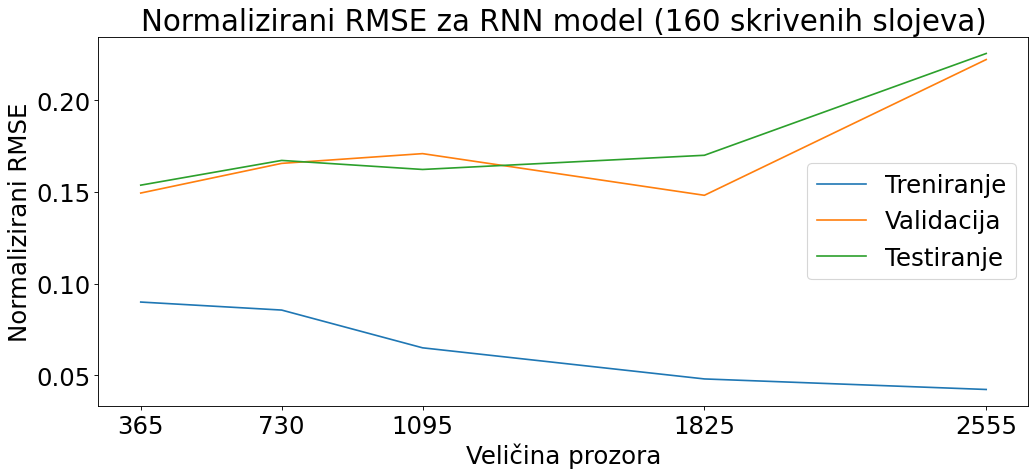 Normalizirani RMSE za RNN model (160 skrivenih slojeva)
Normalizirani RMSE
0.20
0.15
0.10
0.05
Treniranje
Validacija
Testiranje
365 730 1095 1825 2555
Veličina prozora